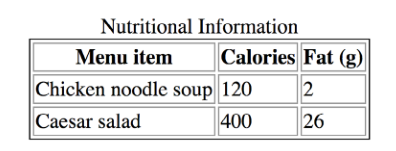 Nutritional Information
Menu item Calories Fat (g)
Chicken noodle soup 120 2
Caesar salad 400 26